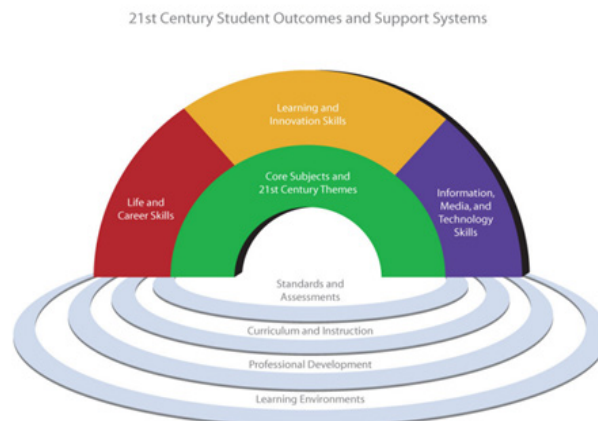 21st Century Student Outcomes and Support Systems
Learning and
Innovation Skills
Core Subjects and
21st Century Themes
Life and
Career Skills
Information,
Media, and
Technology
Skills
Standards and
Assessments
Curriculum and Instruction
Professional Development
Learning Environments